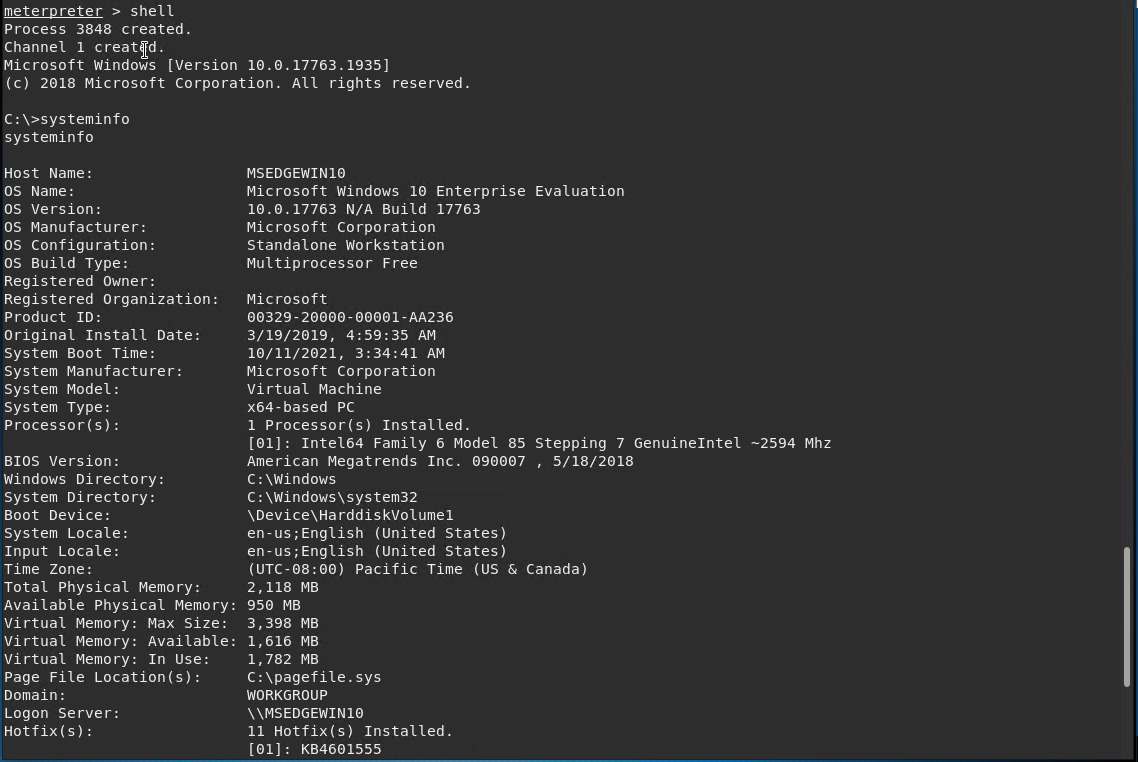 meterpreter > shell
Process 3848 created.
Channel 1 created.
Microsoft Windows [Version 10.0.17763.1935]
(c) 2018 Microsoft Corporation. All rights reserved.

C:\>systeminfo
systeminfo

Host Name:                 MSEDGEWIN10
OS Name:                   Microsoft Windows 10 Enterprise Evaluation
OS Version:                10.0.17763 N/A Build 17763
OS Manufacturer:           Microsoft Corporation
OS Configuration:          Standalone Workstation
OS Build Type:             Multiprocessor Free
Registered Owner:
Registered Organization:   Microsoft
Product ID:                00329-20000-00001-AA236
Original Install Date:     3/19/2019, 4:59:35 AM
System Boot Time:          10/11/2021, 3:34:41 AM
System Manufacturer:       Microsoft Corporation
System Model:              Virtual Machine
System Type:               x64-based PC
Processor(s):              1 Processor(s) Installed.
                           [01]: Intel64 Family 6 Model 85 Stepping 7 GenuineIntel ~2594 Mhz
BIOS Version:              American Megatrends Inc. 090007 , 5/18/2018
Windows Directory:         C:\Windows
System Directory:          C:\Windows\system32
Boot Device:               \Device\HarddiskVolume1
System Locale:             en-us;English (United States)
Input Locale:              en-us;English (United States)
Time Zone:                 (UTC-08:00) Pacific Time (US & Canada)
Total Physical Memory:     2,118 MB
Available Physical Memory: 950 MB
Virtual Memory: Max Size:  3,398 MB
Virtual Memory: Available: 1,616 MB
Virtual Memory: In Use:    1,782 MB
Page File Location(s):     C:\pagefile.sys
Domain:                    WORKGROUP
Logon Server:              \\MSEDGEWIN10
Hotfix(s):                 11 Hotfix(s) Installed.
                           [01]: KB4601555